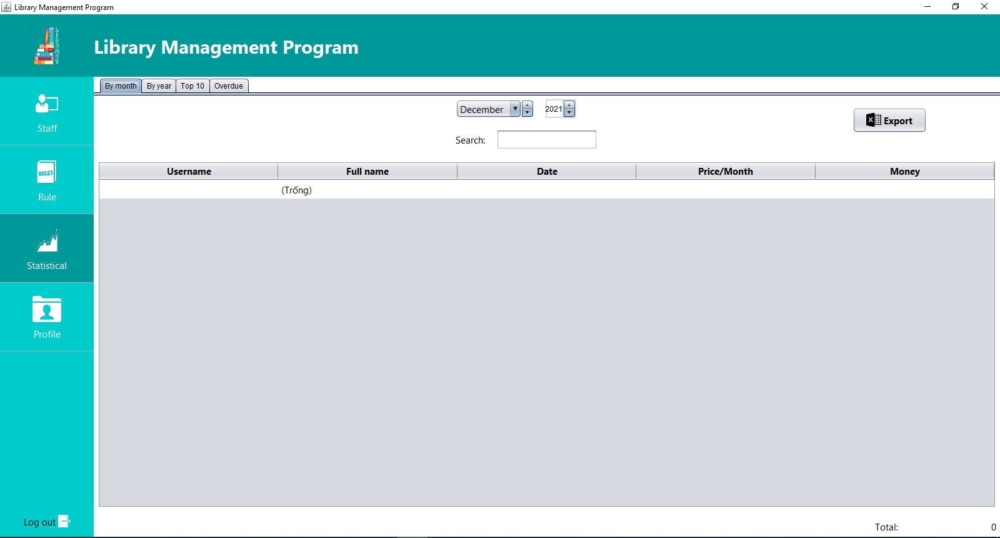 Library Management Program
Library Management Program
By month By year Top 10 Overdue
December 2021
Export
Search:
Username Full name Date Price/Month Money
(Trống)
Staff
RULES
Rule
Statistical
Profile
Log out
Total: 0